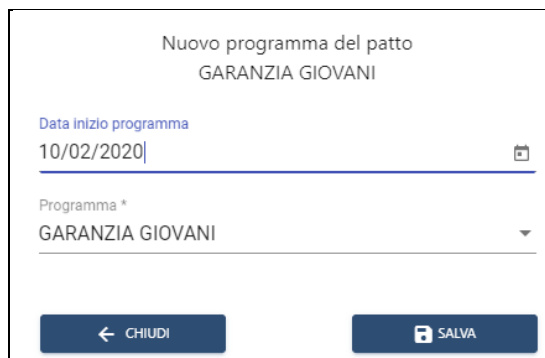 Nuovo programma del patto
GARANZIA GIOVANI
Data inizio programma
10/02/2020
Programma *
GARANZIA GIOVANI
CHIUDI
SALVA